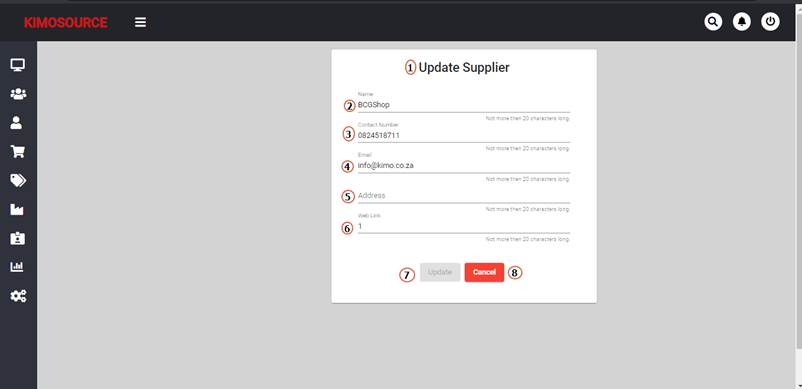 KIMOSOURCE
1 Update Supplier
Name
2 BCGShop
Not more then 20 characters long.
Contact Number
3 0824518711
Not more then 20 characters long.
Email
4 info@kimo.co.za
Not more then 20 characters long.
5 Address
Not more then 20 characters long.
Web Link
6 1
Not more then 20 characters long.
7 Update Cancel 8